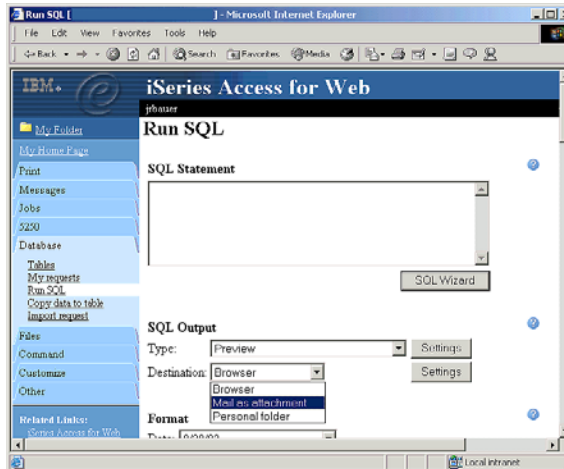 Run SQL [ ] - Microsoft Internet Explorer
File Edit View Favorites Tools Help
Back Search Favorites Media
IBM
iSeries Access for Web
jrbauer
My Folder
My Home Page
Print
Messages
Jobs
5250
Database
Tables
My requests
Run SQL
Copy data to table
Import request
Files
Command
Customize
Other
Related Links:
iSeries Access for Web
Run SQL
SQL Statement
SQL Wizard
SQL Output
Type: Preview Settings
Destination: Browser Settings
Browser
Mail as attachment
Personal folder
Format
Local intranet